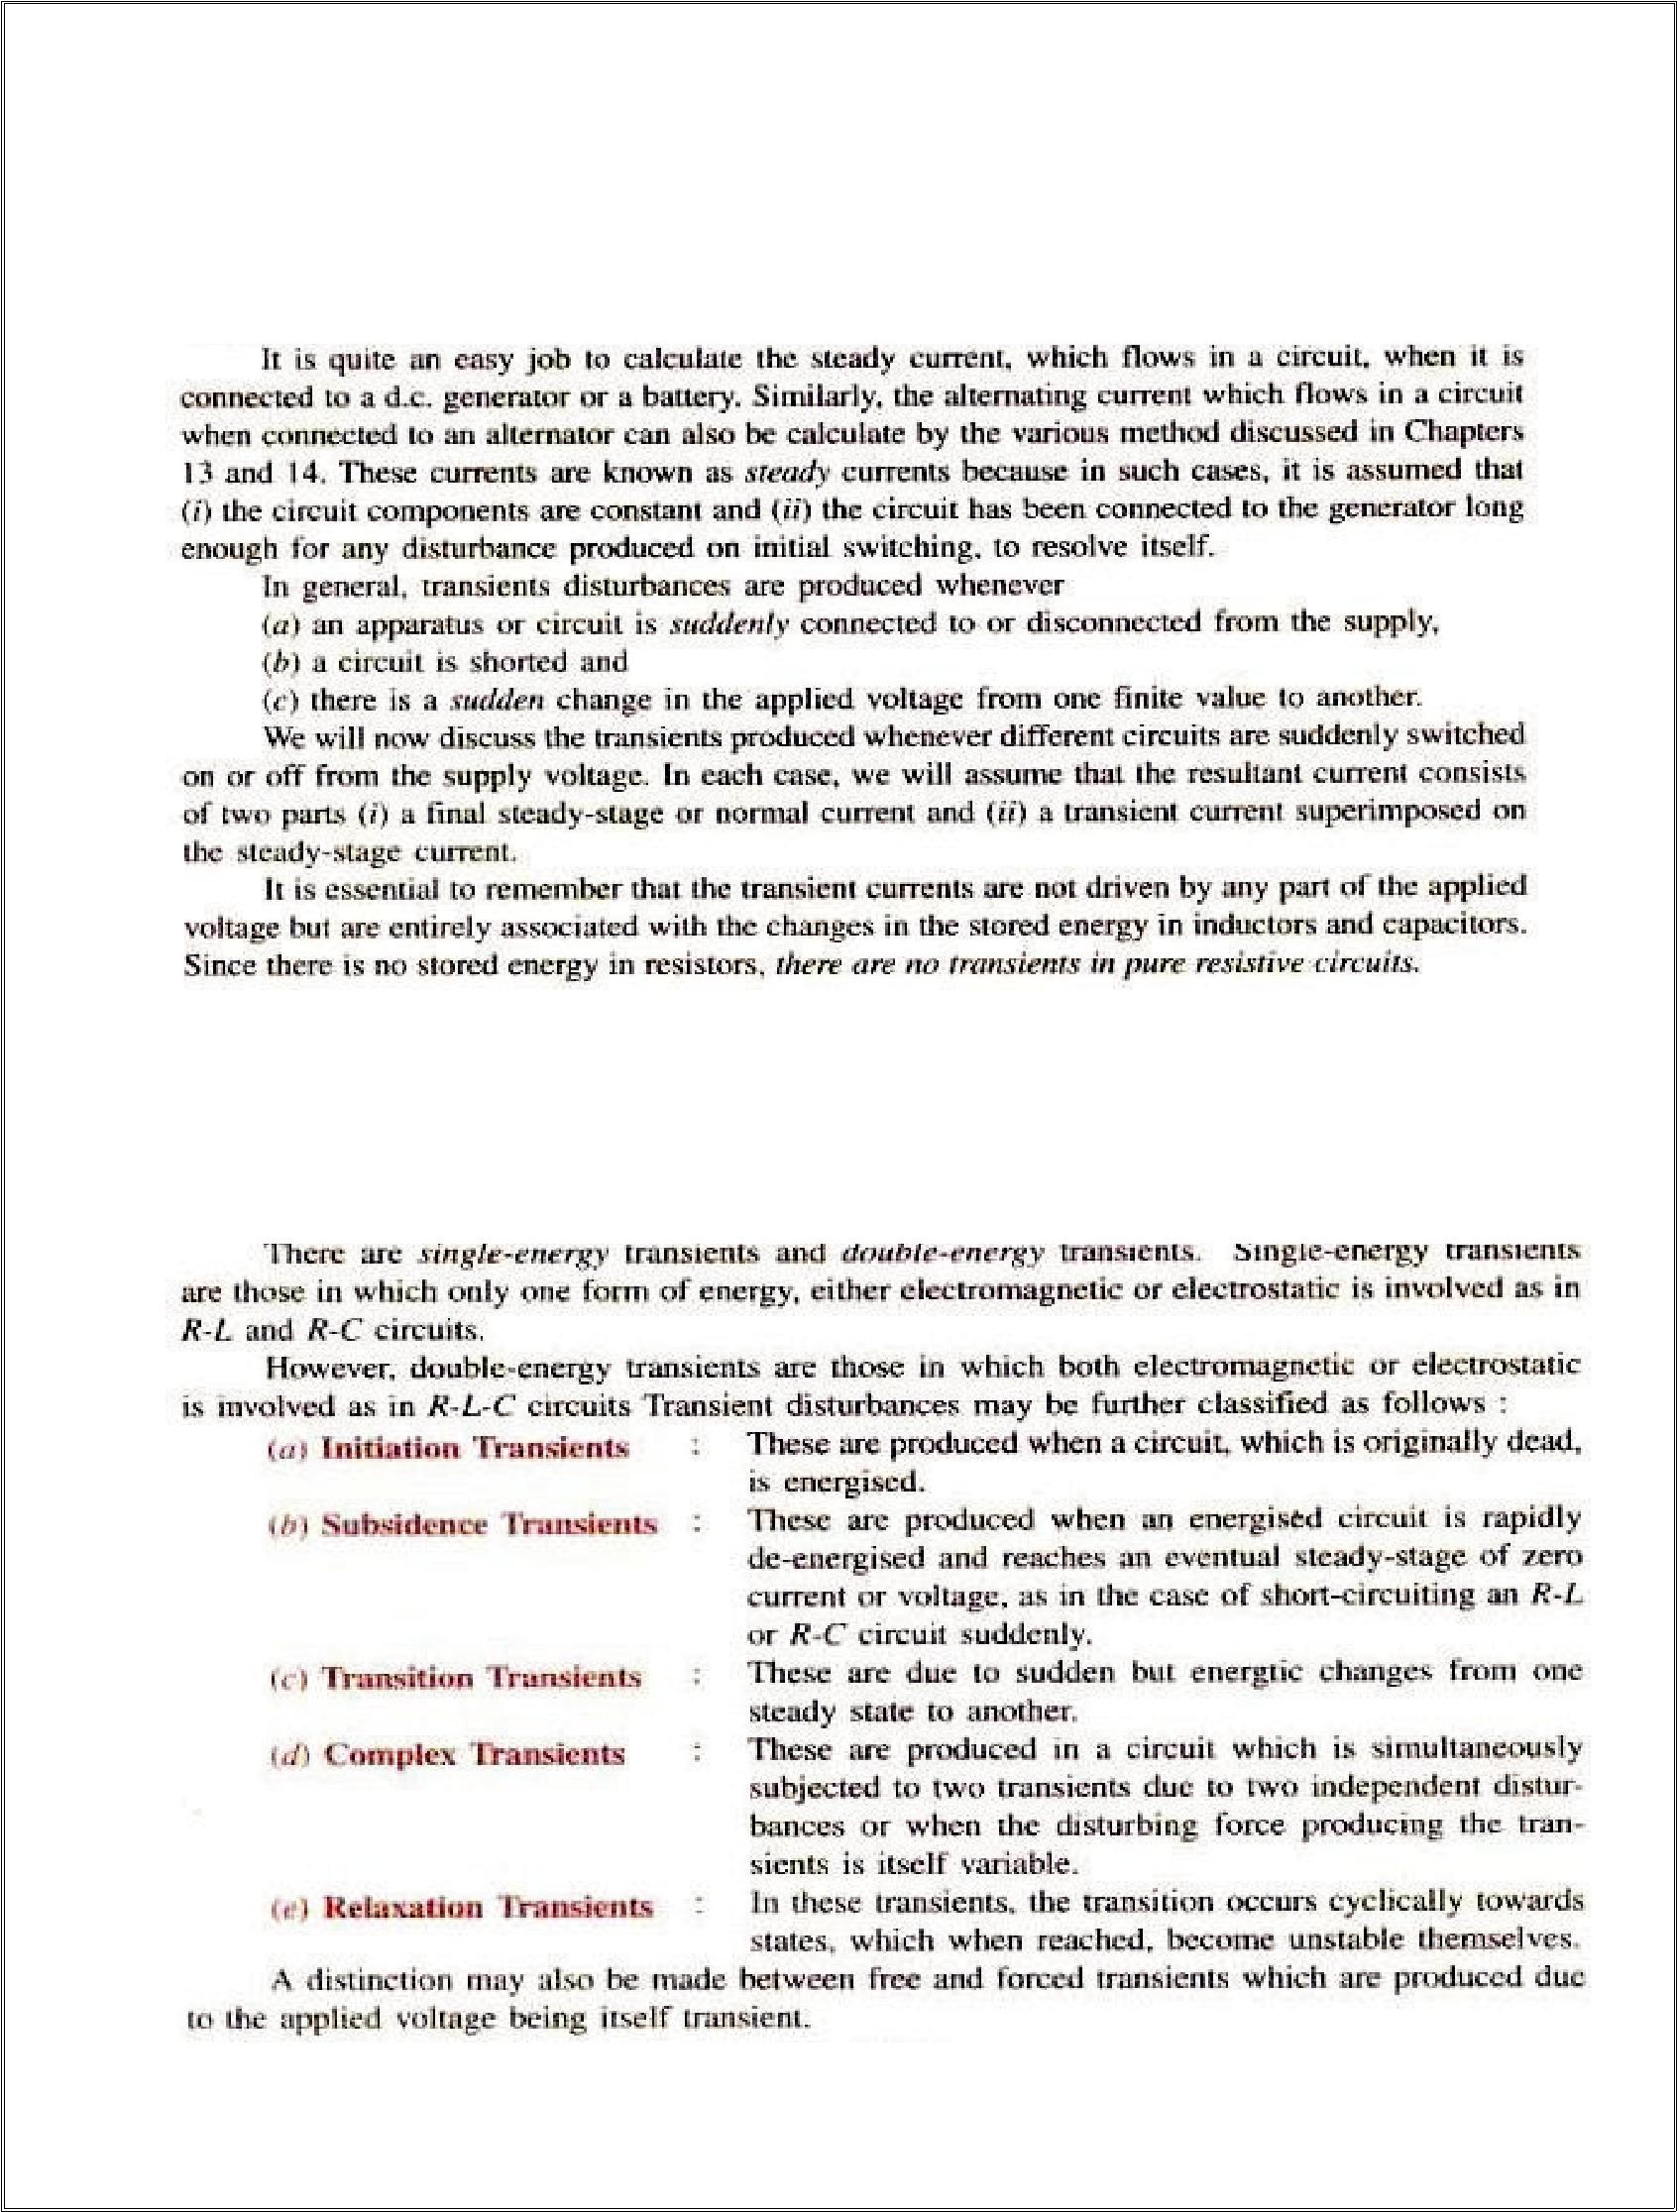 It is quite an easy job to calculate the steady current, which flows in a circuit, when it is
connected to a d.c. generator or a battery. Similarly, the alternating current which flows in a circuit
when connected to an alternator can also be calculate by the various method discussed in Chapters
13 and 14. These currents are known as steady currents because in such cases, it is assumed that
(i) the circuit components are constant and (ii) the circuit has been connected to the generator long
enough for any disturbance produced on initial switching, to resolve itself.
In general, transients disturbances are produced whenever
(a) an apparatus or circuit is suddenly connected to or disconnected from the supply,
(b) a circuit is shorted and
(c) there is a sudden change in the applied voltage from one finite value to another.
We will now discuss the transients produced whenever different circuits are suddenly switched
on or off from the supply voltage. In each case, we will assume that the resultant current consists
of two parts (i) a final steady-stage or normal current and (ii) a transient current superimposed on
the steady-stage current.
It is essential to remember that the transient currents are not driven by any part of the applied
voltage but are entirely associated with the changes in the stored energy in inductors and capacitors.
Since there is no stored energy in resistors, there are no transients in pure resistive circuits.
There are single-energy transients and double-energy transients. Single-energy transients
are those in which only one form of energy, either electromagnetic or electrostatic is involved as in
R-L and R-C circuits.
However, double-energy transients are those in which both electromagnetic or electrostatic
is involved as in R-L-C circuits Transient disturbances may be further classified as follows :
(a) Initiation Transients : These are produced when a circuit, which is originally dead,
is energised.
(b) Subsidence Transients : These are produced when an energised circuit is rapidly
de-energised and reaches an eventual steady-stage of zero
current or voltage, as in the case of short-circuiting an R-L
or R-C circuit suddenly.
(c) Transition Transients : These are due to sudden but energtic changes from one
steady state to another.
(d) Complex Transients : These are produced in a circuit which is simultaneously
subjected to two transients due to two independent distur-
bances or when the disturbing force producing the tran-
sients is itself variable.
(e) Relaxation Transients : In these transients, the transition occurs cyclically towards
states, which when reached, become unstable themselves.
A distinction may also be made between free and forced transients which are produced due
to the applied voltage being itself transient.